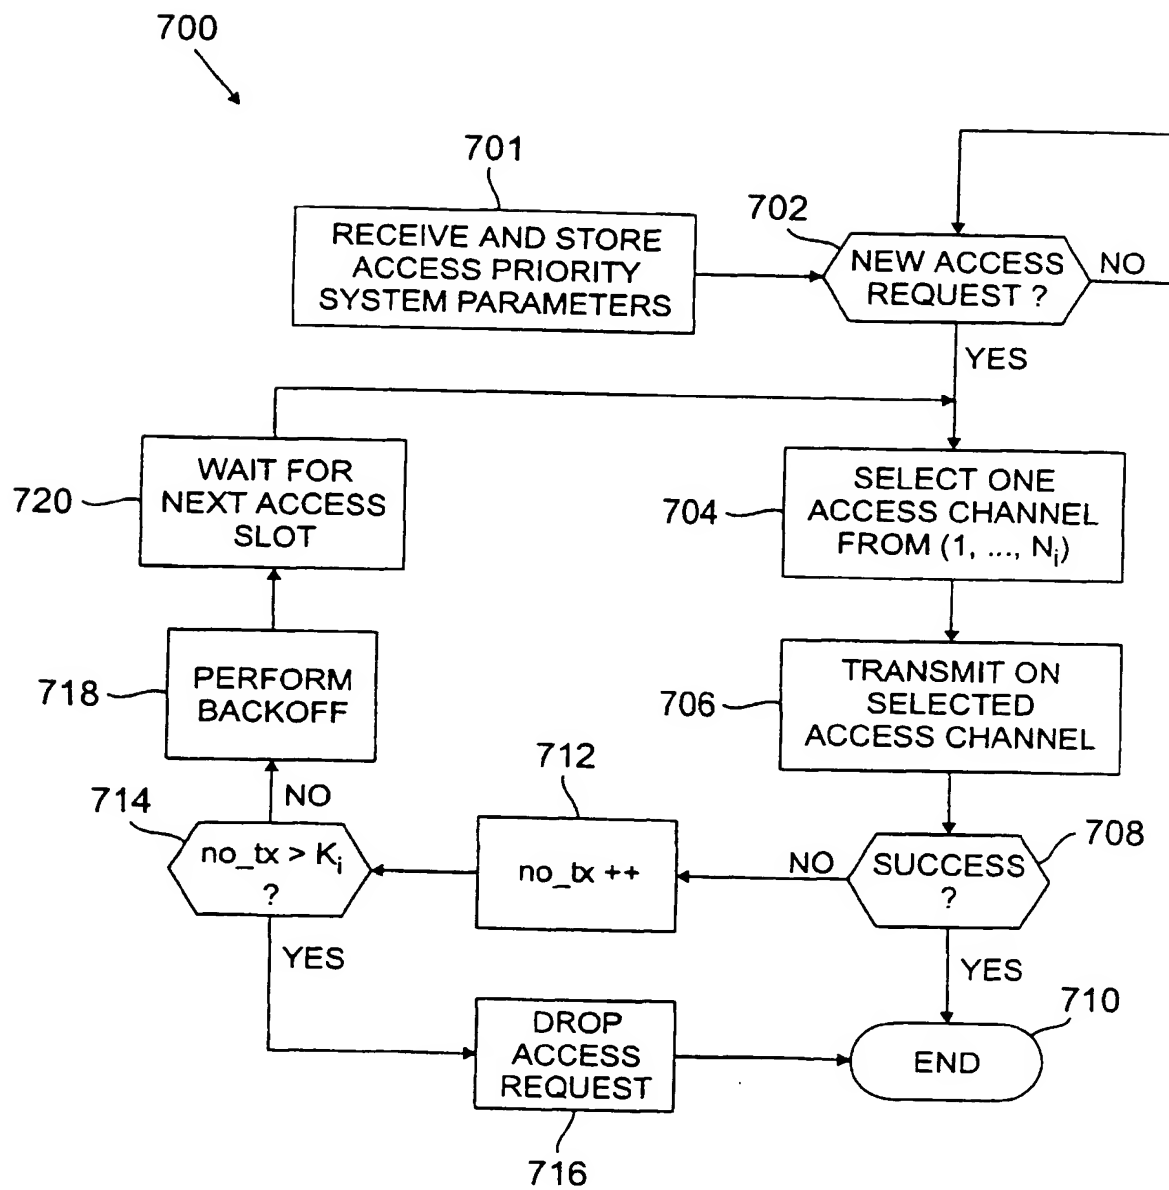 700
701
RECEIVE AND STORE
ACCESS PRIORITY
SYSTEM PARAMETERS
702
NEW ACCESS
REQUEST ?
NO
YES
720
WAIT FOR
NEXT ACCESS
SLOT
704
SELECT ONE
ACCESS CHANNEL
FROM (1, ..., Nᵢ)
718
PERFORM
BACKOFF
706
TRANSMIT ON
SELECTED
ACCESS CHANNEL
714
NO
no_tx > Kᵢ
?
YES
712
no_tx ++
NO
708
SUCCESS
?
YES
DROP
ACCESS
REQUEST
716
710
END